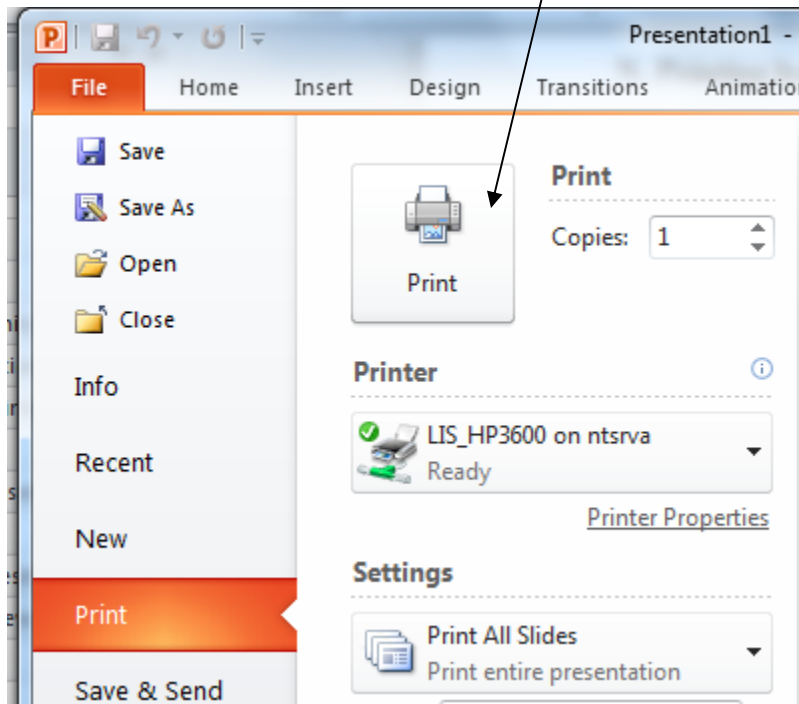 Presentation1 -
File Home Insert Design Transitions
Save
Save As
Open
Close
Info
Recent
New
Print
Save & Send
Print
Print
Copies: 1
Printer
LIS_HP3600 on ntsrva
Ready
Printer Properties
Settings
Print All Slides
Print entire presentation